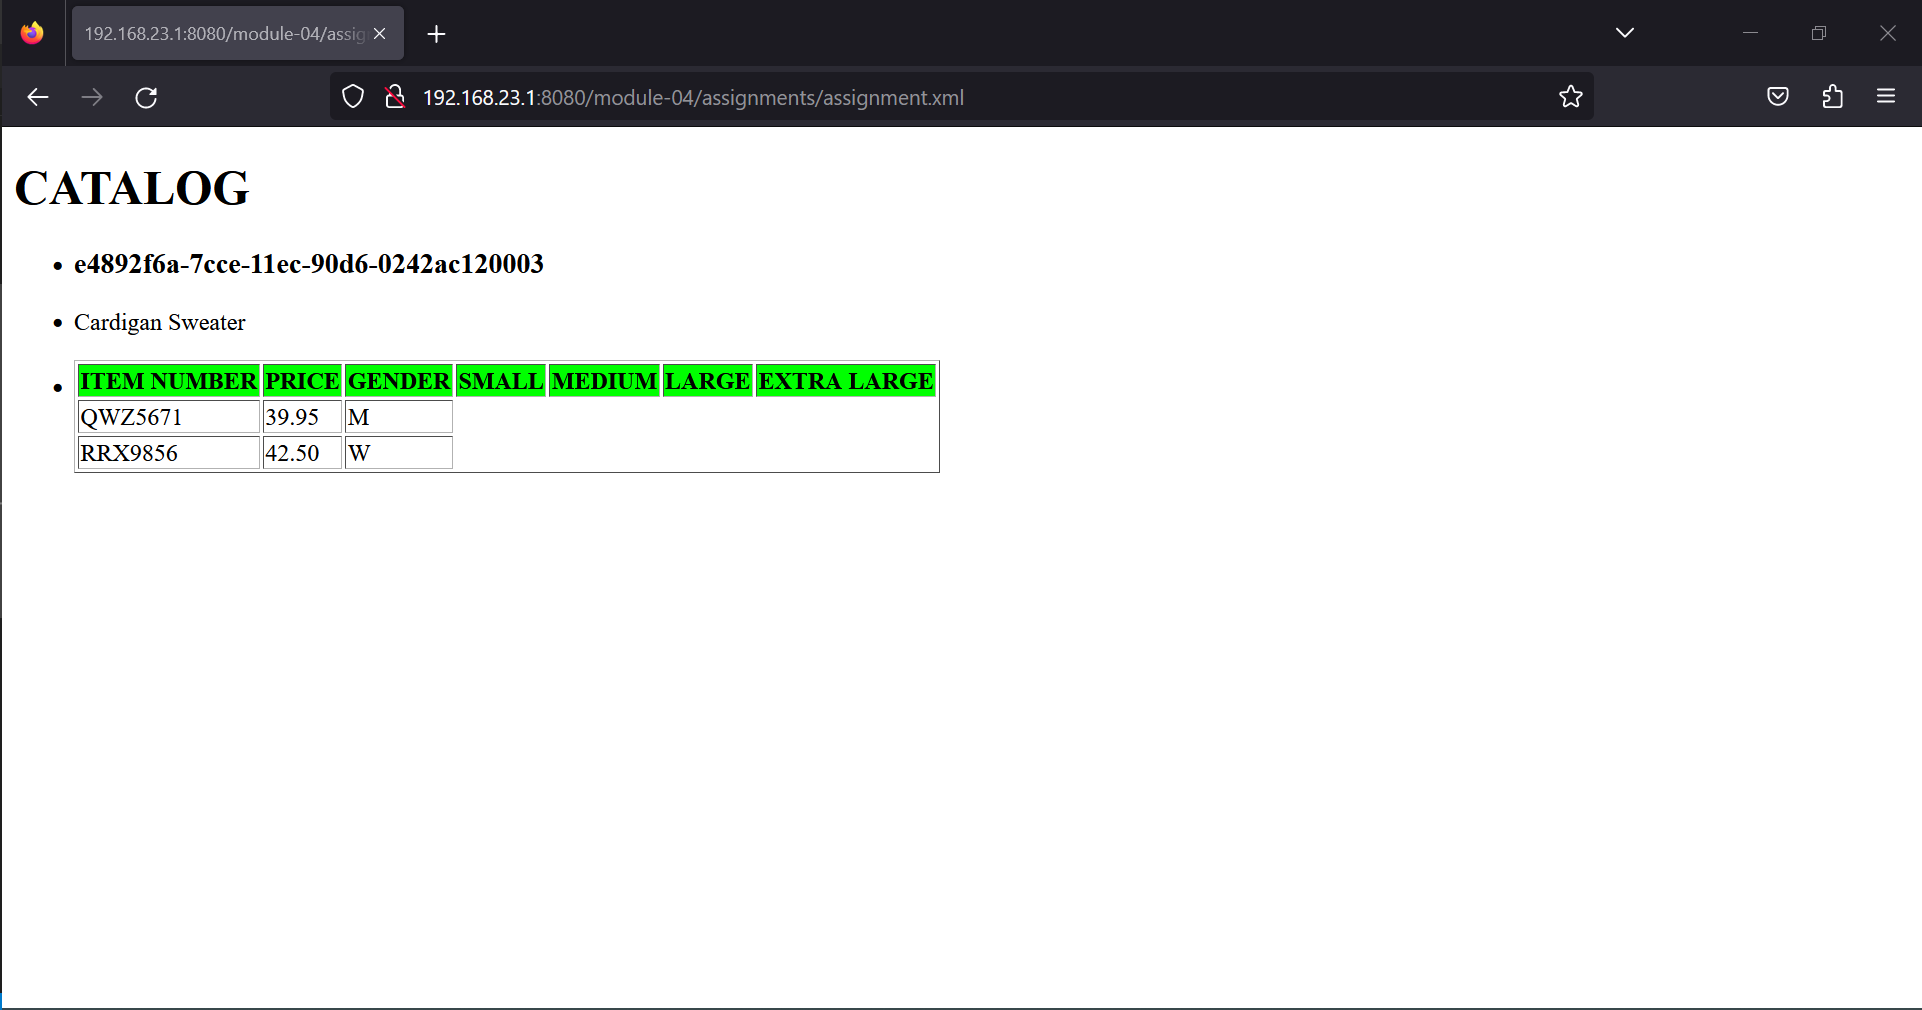 192.168.23.1:8080/module-04/assig
192.168.23.1:8080/module-04/assignments/assignment.xml
CATALOG
e4892f6a-7cce-11ec-90d6-0242ac120003
Cardigan Sweater
ITEM NUMBER PRICE GENDER SMALL MEDIUM LARGE EXTRA LARGE
QWZ5671 39.95 M
RRX9856 42.50 W